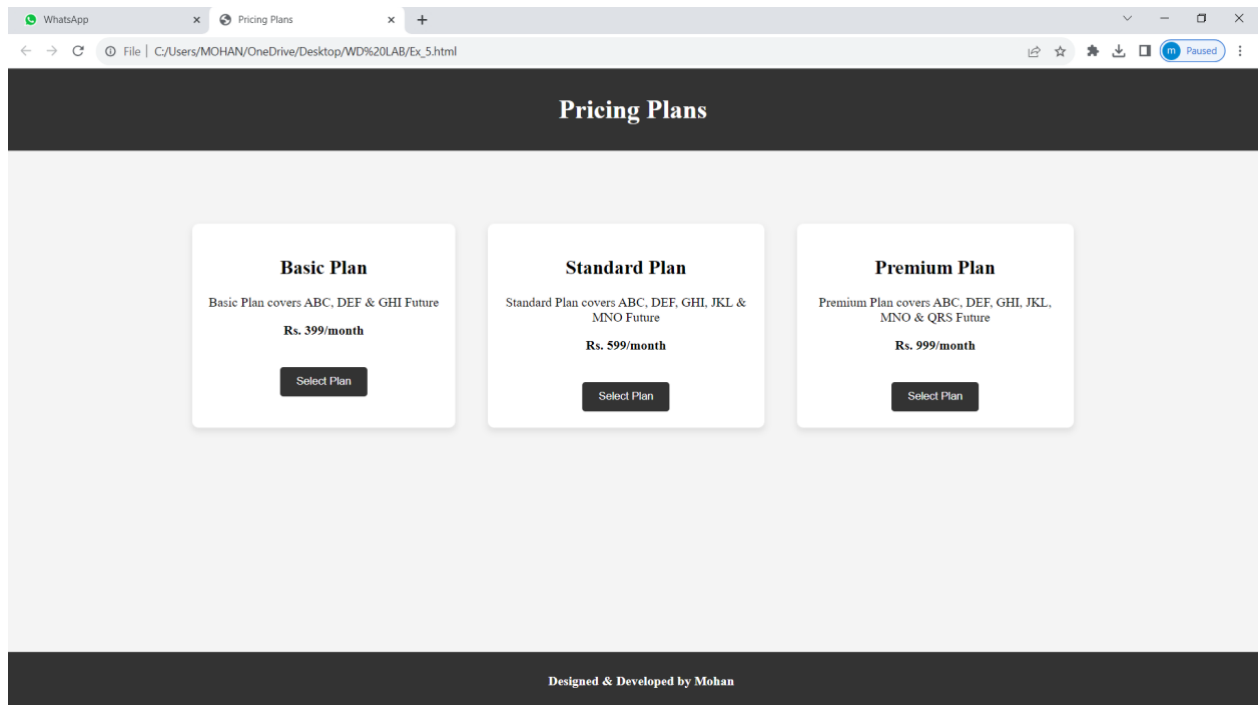 WhatsApp
Pricing Plans
File | C:/Users/MOHAN/OneDrive/Desktop/WD%20LAB/Ex_5.html
m Paused
Pricing Plans
Basic Plan
Basic Plan covers ABC, DEF & GHI Future
Rs. 399/month
Select Plan
Standard Plan
Standard Plan covers ABC, DEF, GHI, JKL &
MNO Future
Rs. 599/month
Select Plan
Premium Plan
Premium Plan covers ABC, DEF, GHI, JKL,
MNO & QRS Future
Rs. 999/month
Select Plan
Designed & Developed by Mohan